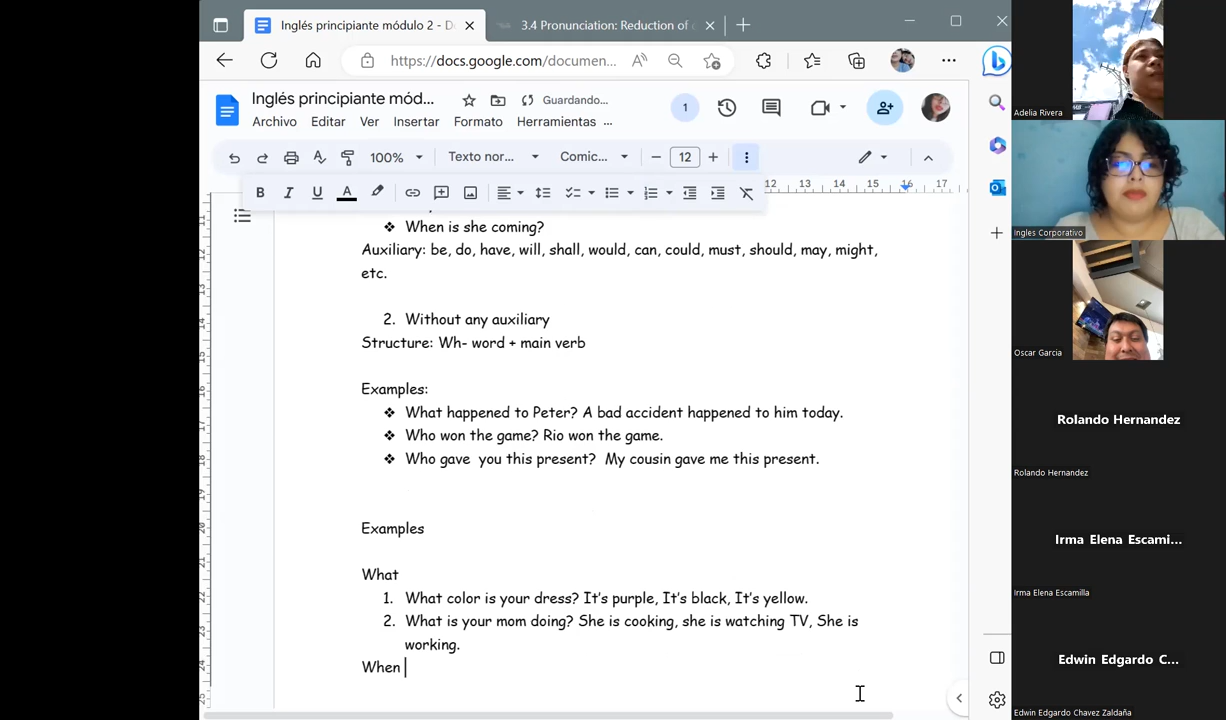 Inglés principiante módulo 2 - D
3.4 Pronunciation: Reduction of
https://docs.google.com/documen...
Inglés principiante mód...
Guardando...
1
Archivo Editar Ver Insertar Formato Herramientas ...
100% Texto nor... Comic... 12
12 13 14 15 16 17
When is she coming?
Auxiliary: be, do, have, will, shall, would, can, could, must, should, may, might,
etc.
2. Without any auxiliary
Structure: Wh- word + main verb
Examples:
❖ What happened to Peter? A bad accident happened to him today.
❖ Who won the game? Rio won the game.
❖ Who gave you this present? My cousin gave me this present.
Examples
What
1. What color is your dress? It's purple, It's black, It's yellow.
2. What is your mom doing? She is cooking, she is watching TV, She is
working.
When
Adelia Rivera
Ingles Corporativo
Oscar Garcia
Rolando Hernandez
Rolando Hernandez
Irma Elena Escami...
Irma Elena Escamilla
Edwin Edgardo C...
Edwin Edgardo Chavez Zaldaña